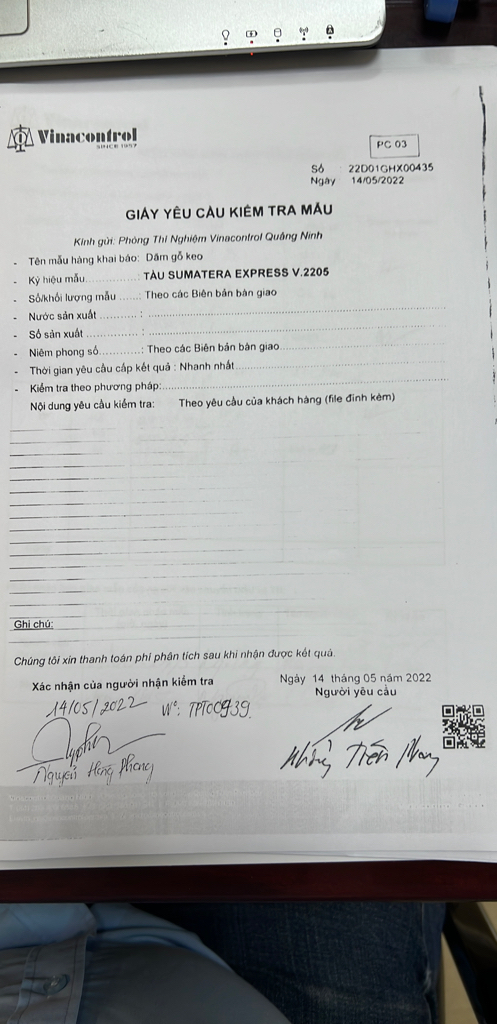 Vinacontrol
SINCE 1957
PC 03
Số : 22D01GHX00435
Ngày : 14/05/2022
GIẤY YÊU CẦU KIỂM TRA MẪU
Kính gửi: Phòng Thí Nghiệm Vinacontrol Quảng Ninh
- Tên mẫu hàng khai báo: Dăm gỗ keo
- Ký hiệu mẫu................: TÀU SUMATERA EXPRESS V.2205
- Số/khối lượng mẫu ......: Theo các Biên bản bàn giao
- Nước sản xuất ...........:
- Số sản xuất ...............:
- Niêm phong số...........: Theo các Biên bản bàn giao
- Thời gian yêu cầu cấp kết quả : Nhanh nhất
- Kiểm tra theo phương pháp:
Nội dung yêu cầu kiểm tra: Theo yêu cầu của khách hàng (file đính kèm)
Ghi chú:
Chúng tôi xin thanh toán phí phân tích sau khi nhận được kết quả.
Xác nhận của người nhận kiểm tra
Ngày 14 tháng 05 năm 2022
Người yêu cầu
14/05/2022 Nº: TPTC0939.
Nguyễn Hồng Phong